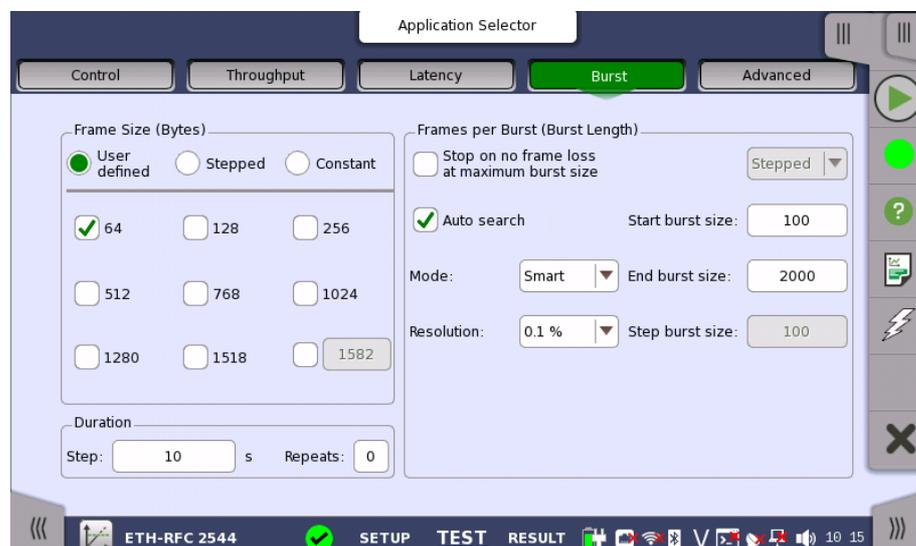 Application Selector
Control Throughput Latency Burst Advanced
Frame Size (Bytes)
User defined Stepped Constant
64 128 256
512 768 1024
1280 1518 1582
Duration
Step: 10 s Repeats: 0
Frames per Burst (Burst Length)
Stop on no frame loss
at maximum burst size Stepped
Auto search Start burst size: 100
Mode: Smart End burst size: 2000
Resolution: 0.1 % Step burst size: 100
ETH-RFC 2544 SETUP TEST RESULT 10 15